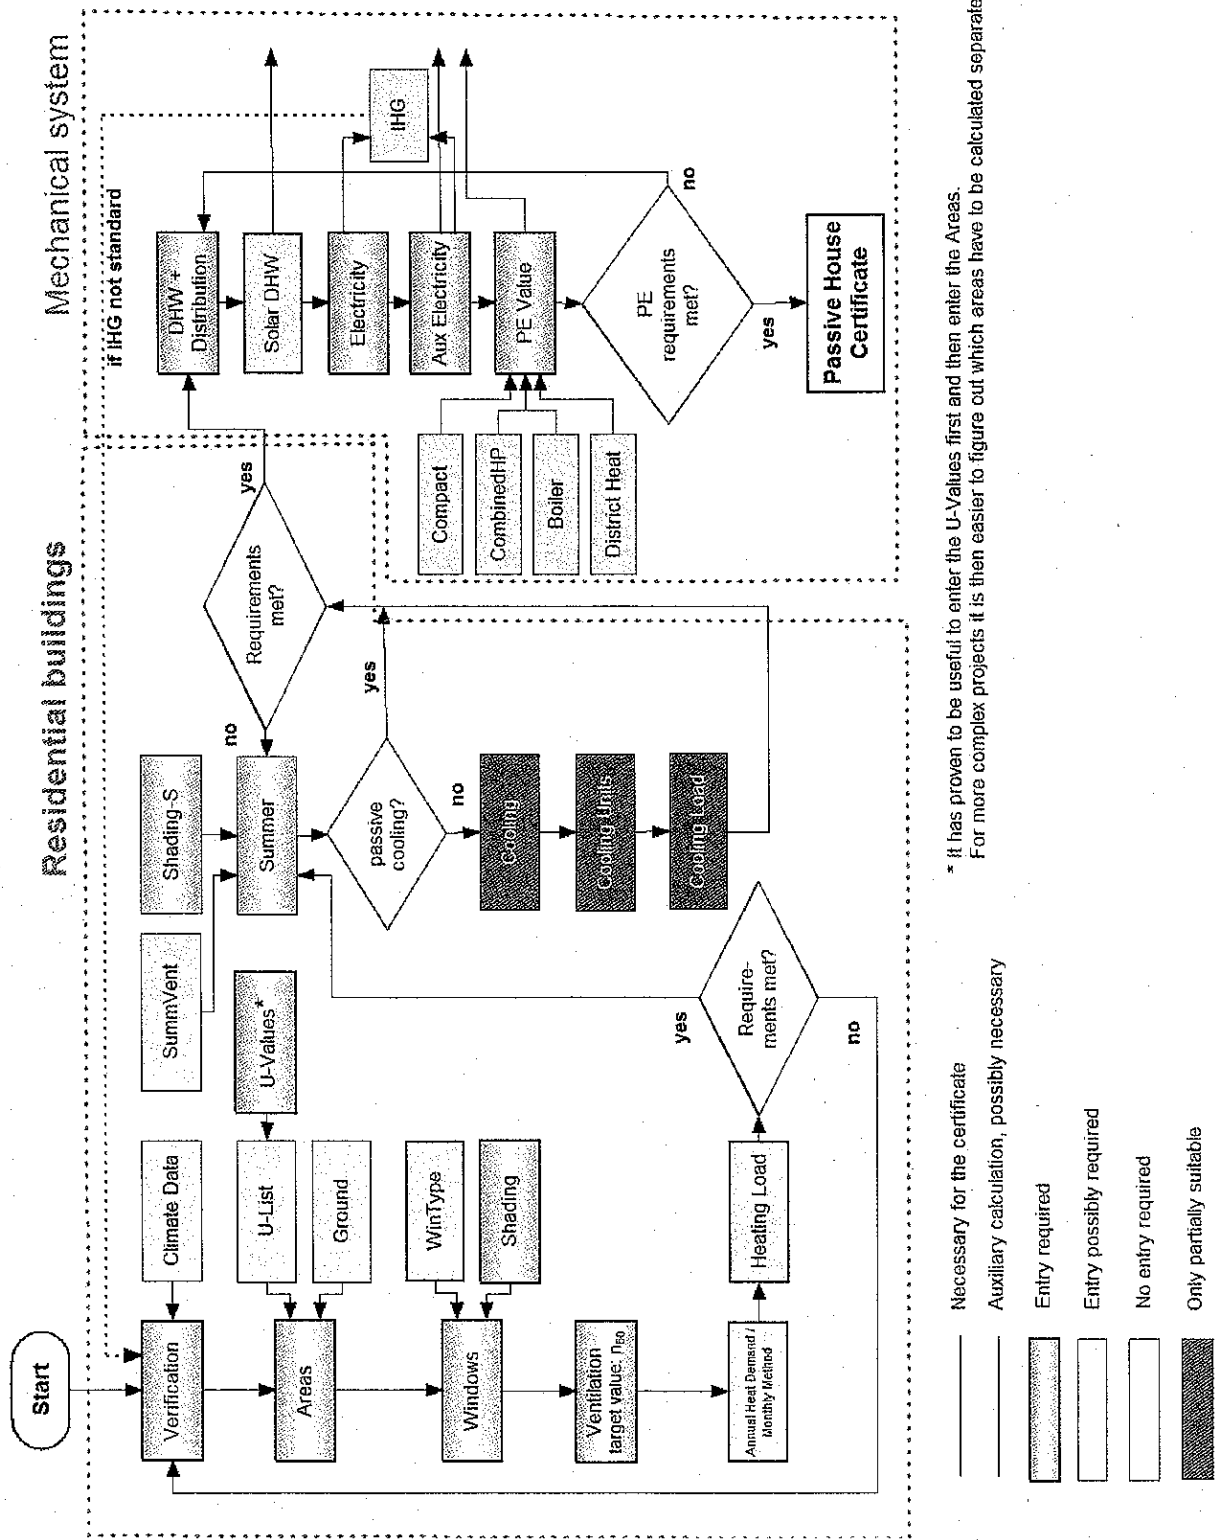 Residential buildings
Mechanical system
Start
Verification
Climate Data
Areas
U-List
U-Values*
Ground
Windows
WinType
Shading
Ventilation
target value: n50
Annual Heat Demand /
Monthly Method
Heating Load
Require-
ments met?
yes
no
SummVent
Shading-S
Summer
passive
cooling?
yes
no
Cooling
Cooling Units
Cooling Load
Requirements
met?
no
yes
if IHG not standard
DHW +
Distribution
Solar DHW
Electricity
Aux Electricity
PE Value
IHG
Compact
CombinedHP
Boiler
District Heat
PE
requirements
met?
no
yes
Passive House
Certificate
Necessary for the certificate
Auxiliary calculation, possibly necessary
Entry required
Entry possibly required
No entry required
Only partially suitable
* It has proven to be useful to enter the U-Values first and then enter the Areas.
For more complex projects it is then easier to figure out which areas have to be calculated separate